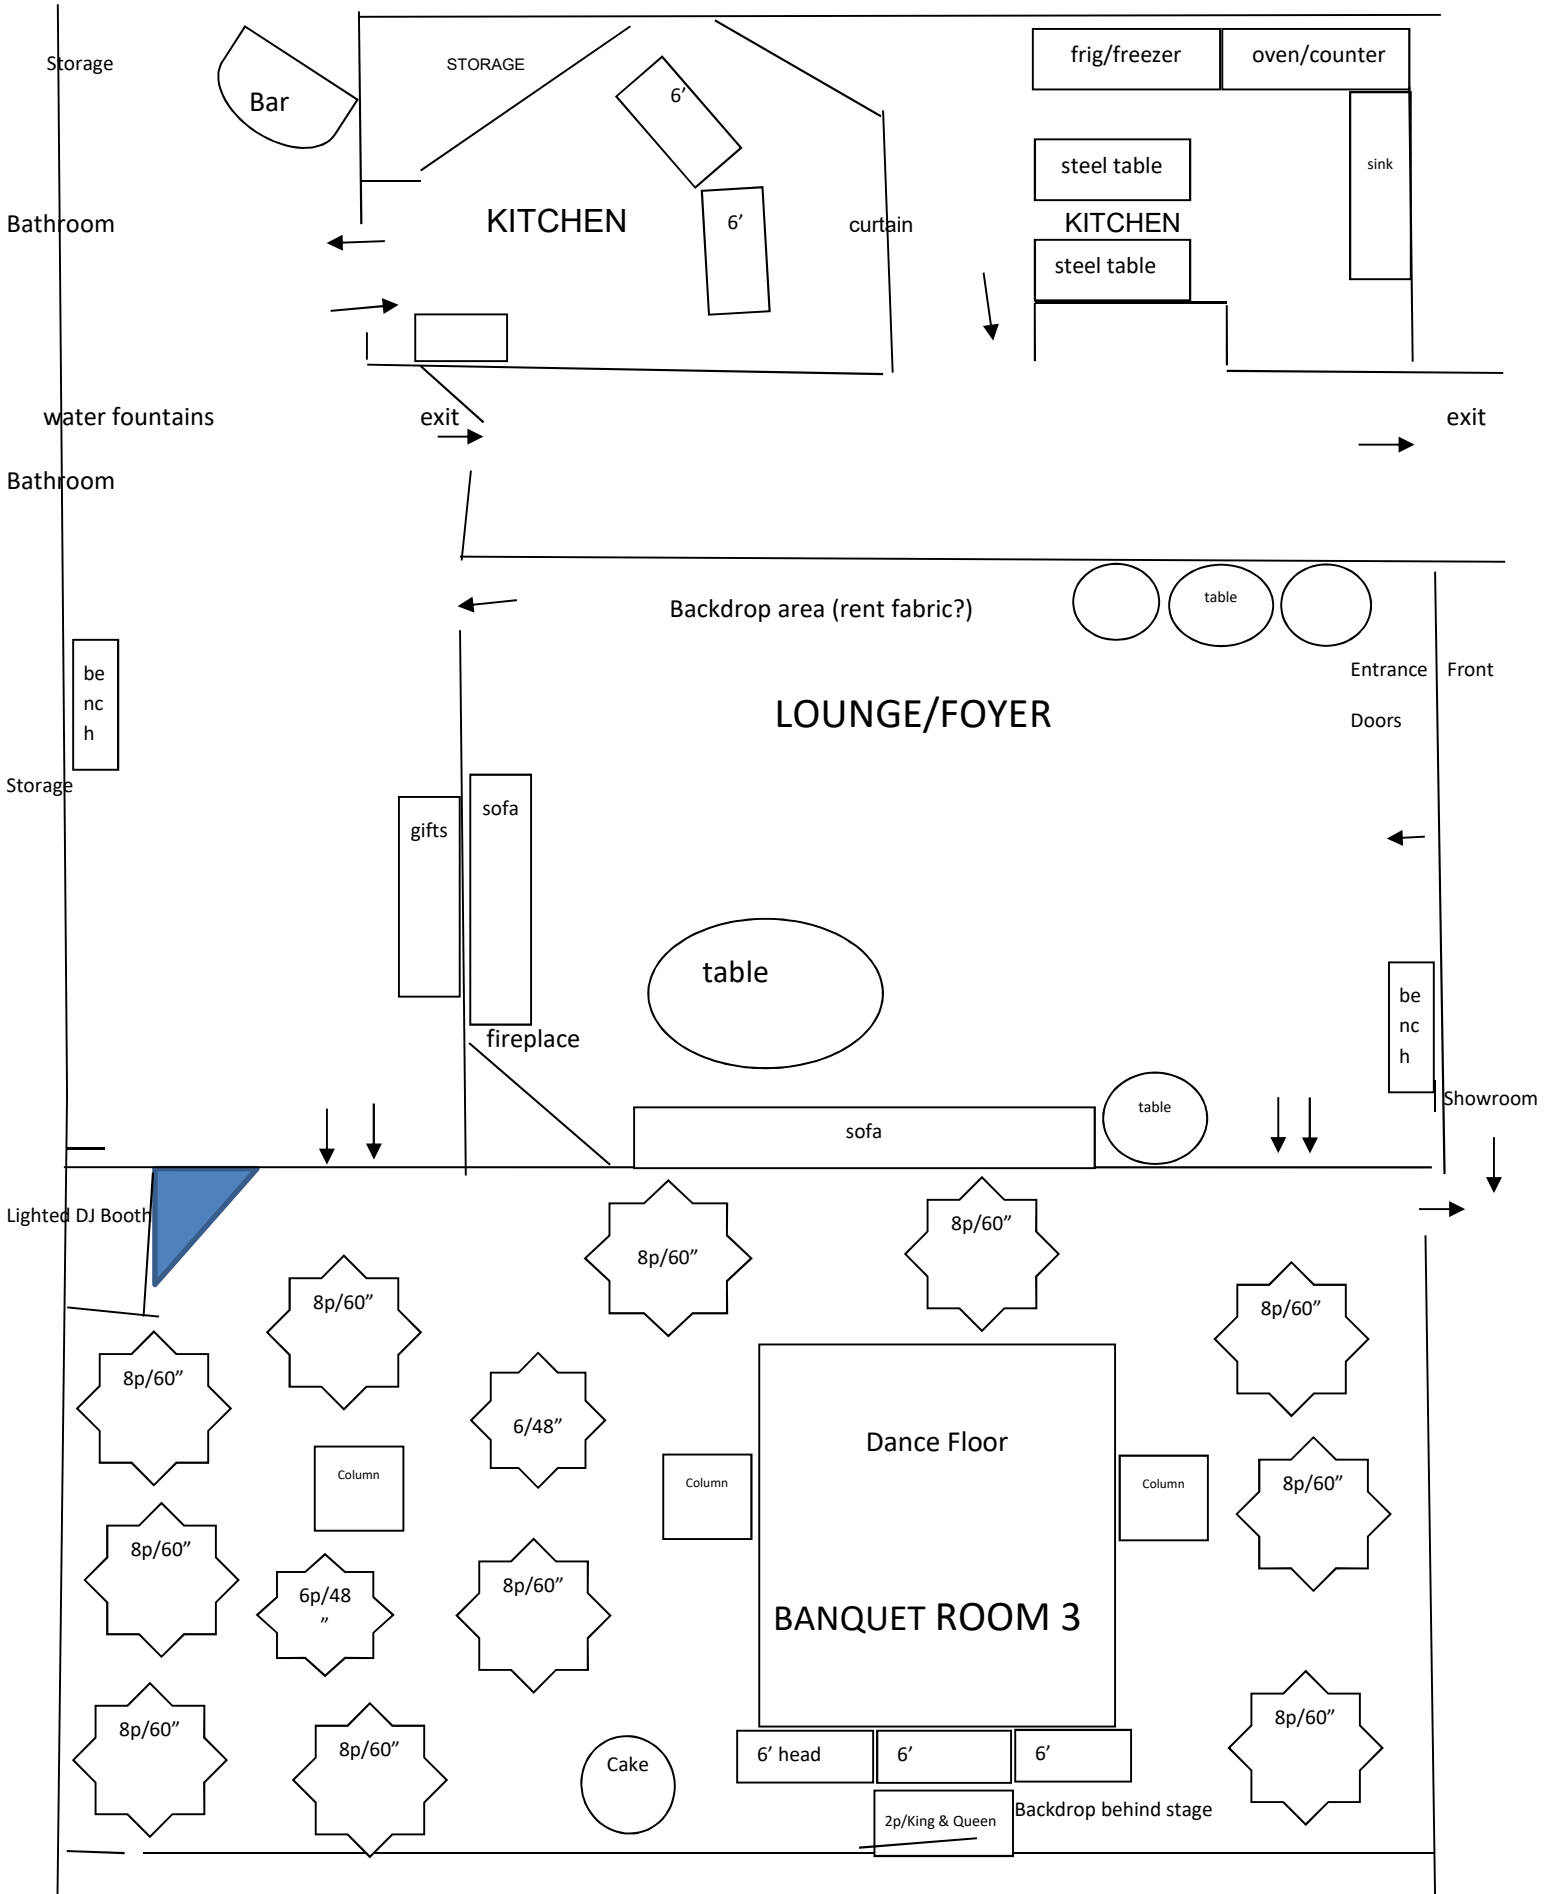 Storage
Bar
STORAGE
6’
frig/freezer
oven/counter
steel table
sink
Bathroom
KITCHEN
6’
curtain
KITCHEN
steel table
water fountains
exit
exit
Bathroom
Backdrop area (rent fabric?)
table
Entrance
Front
Doors
LOUNGE/FOYER
be
nc
h
Storage
gifts
sofa
table
fireplace
be
nc
h
Showroom
sofa
table
Lighted DJ Booth
8p/60”
8p/60”
8p/60”
8p/60”
8p/60”
6/48”
Dance Floor
Column
Column
Column
8p/60”
8p/60”
6p/48
”
8p/60”
BANQUET ROOM 3
8p/60”
8p/60”
8p/60”
Cake
6’ head
6’
6’
2p/King & Queen
Backdrop behind stage